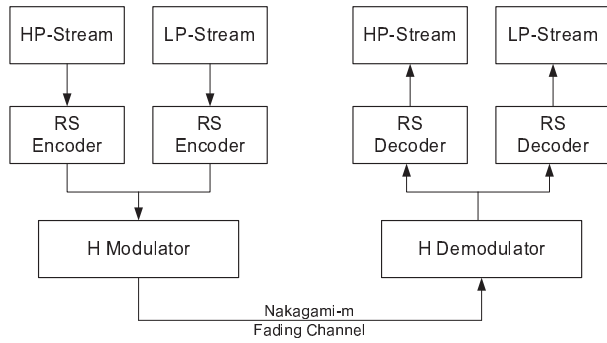 HP-Stream
LP-Stream
HP-Stream
LP-Stream
RS
Encoder
RS
Encoder
RS
Decoder
RS
Decoder
H Modulator
H Demodulator
Nakagami-m
Fading Channel